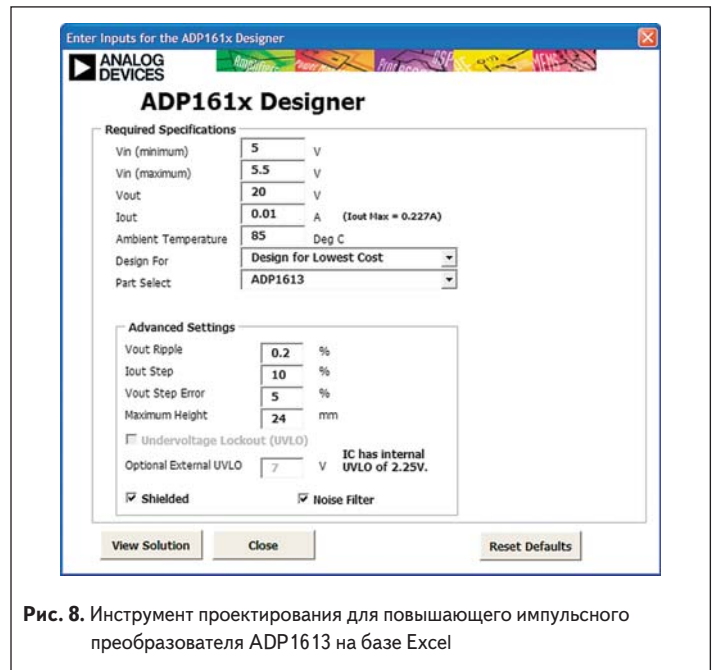 Enter Inputs for the ADP161x Designer
ANALOG
DEVICES
ADP161x Designer
Required Specifications
Vin (minimum) 5 V
Vin (maximum) 5.5 V
Vout 20 V
Iout 0.01 A (Iout Max = 0.227A)
Ambient Temperature 85 Deg C
Design For Design for Lowest Cost
Part Select ADP1613
Advanced Settings
Vout Ripple 0.2 %
Iout Step 10 %
Vout Step Error 5 %
Maximum Height 24 mm
Undervoltage Lockout (UVLO)
Optional External UVLO 7 V IC has internal
UVLO of 2.25V.
Shielded Noise Filter
View Solution Close Reset Defaults
Рис. 8. Инструмент проектирования для повышающего импульсного
преобразователя ADP1613 на базе Excel